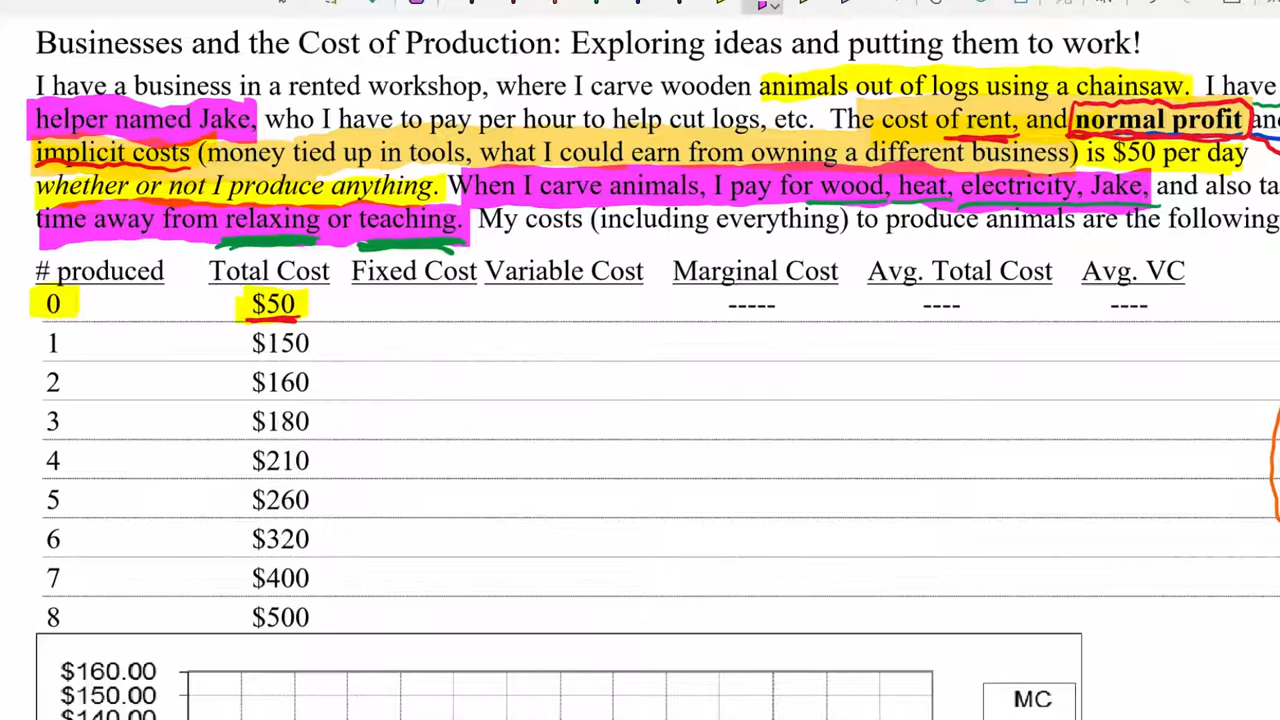 Businesses and the Cost of Production: Exploring ideas and putting them to work!
I have a business in a rented workshop, where I carve wooden animals out of logs using a chainsaw. I have
helper named Jake, who I have to pay per hour to help cut logs, etc. The cost of rent, and normal profit and
implicit costs (money tied up in tools, what I could earn from owning a different business) is $50 per day
whether or not I produce anything. When I carve animals, I pay for wood, heat, electricity, Jake, and also ta
time away from relaxing or teaching. My costs (including everything) to produce animals are the following
# produced Total Cost Fixed Cost Variable Cost Marginal Cost Avg. Total Cost Avg. VC
0 $50 ----- ---- ----
1 $150
2 $160
3 $180
4 $210
5 $260
6 $320
7 $400
8 $500
$160.00
$150.00
$140.00
MC